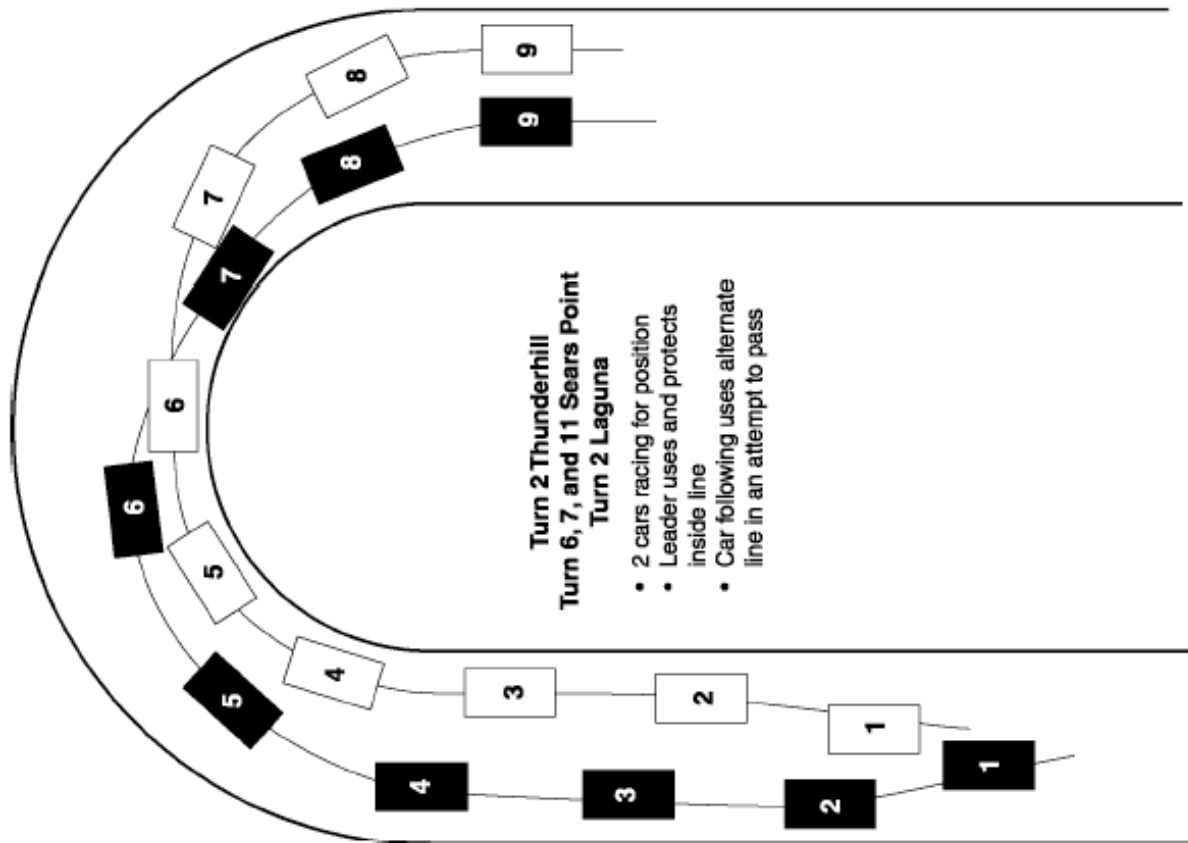 Turn 2 Thunderhill
Turn 6, 7, and 11 Sears Point
Turn 2 Laguna
• 2 cars racing for position
• Leader uses and protects
inside line
• Car following uses alternate
line in an attempt to pass
1
2
3
4
5
6
7
8
9
1
2
3
4
5
6
7
8
9